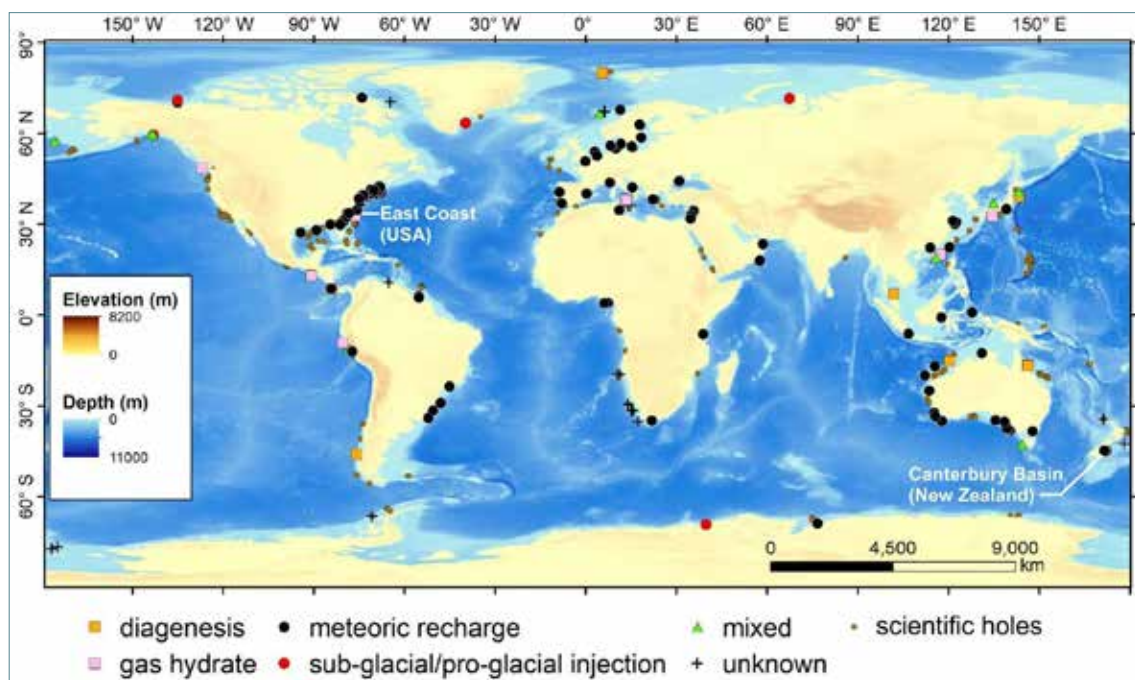 150° W 120° W 90° W 60° W 30° W 0° E 30° E 60° E 90° E 120° E 150° E
90°
60° N
30° N
0°
30° S
60° S
East Coast
(USA)
Elevation (m)
8200
0
Depth (m)
0
11000
Canterbury Basin
(New Zealand)
0 4,500 9,000
km
diagenesis meteoric recharge mixed scientific holes
gas hydrate sub-glacial/pro-glacial injection unknown